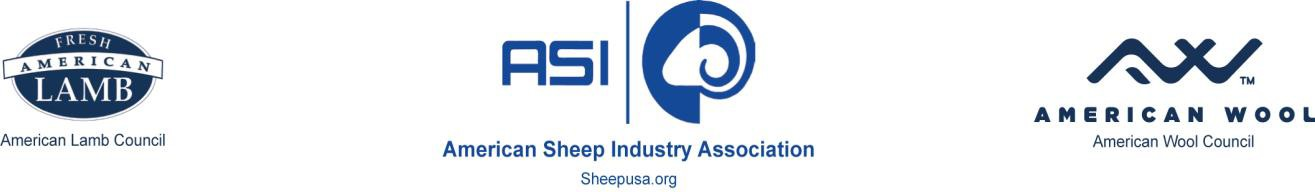 FRESH
AMERICAN
LAMB
American Lamb Council
ASI
American Sheep Industry Association
Sheepusa.org
AW TM
AMERICAN WOOL
American Wool Council